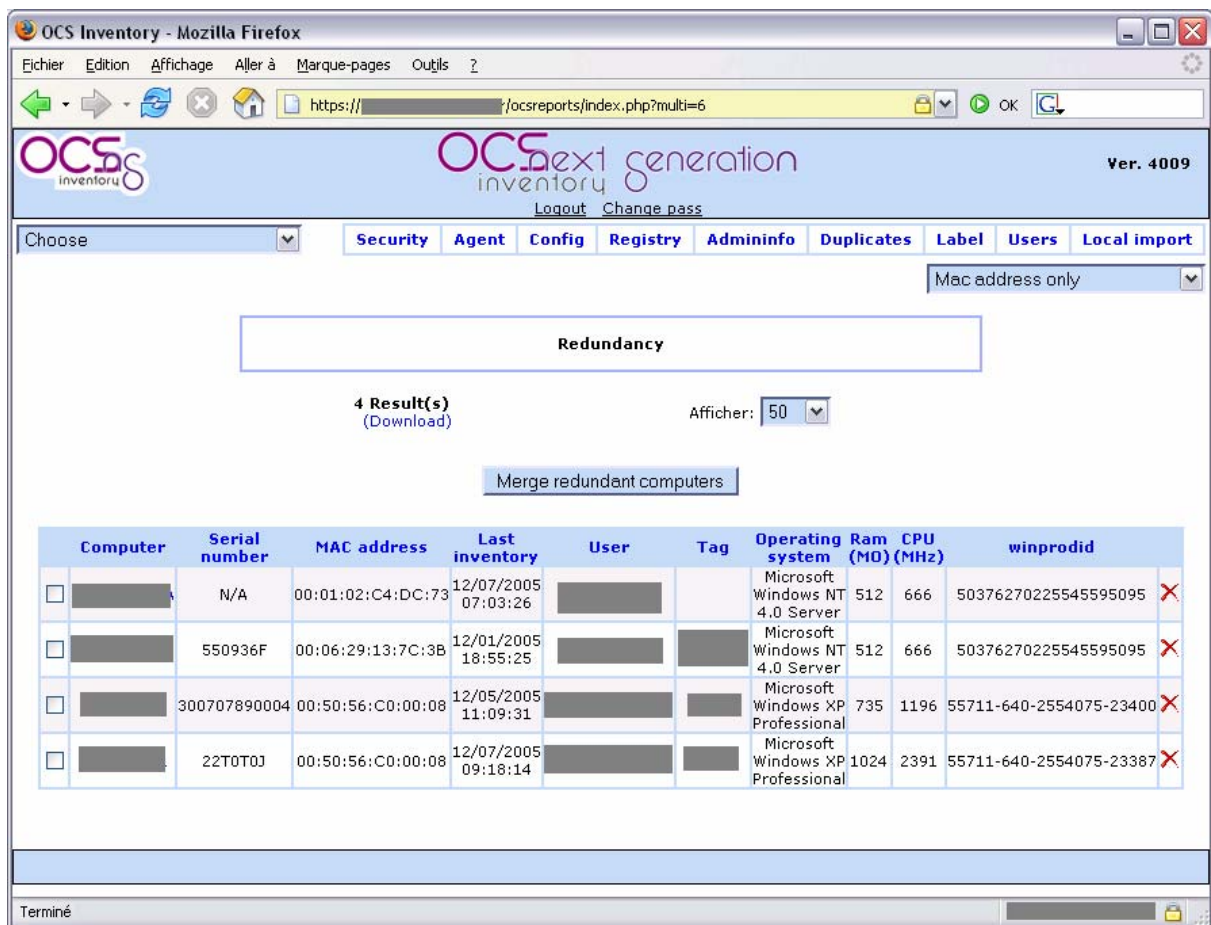 OCS Inventory - Mozilla Firefox
Fichier Edition Affichage Aller à Marque-pages Outils ?
https:// /ocsreports/index.php?multi=6 OK G
OCS ng inventory
OCS inventory next generation
Ver. 4009
Logout Change pass
Choose Security Agent Config Registry Admininfo Duplicates Label Users Local import
Mac address only
Redundancy
4 Result(s)
(Download)
Afficher: 50
Merge redundant computers
Computer Serial number MAC address Last inventory User Tag Operating system Ram (MO) CPU (MHz) winprodid
N/A 00:01:02:C4:DC:73 12/07/2005 07:03:26 Microsoft Windows NT 4.0 Server 512 666 50376270225545595095
550936F 00:06:29:13:7C:3B 12/01/2005 18:55:25 Microsoft Windows NT 4.0 Server 512 666 50376270225545595095
300707890004 00:50:56:C0:00:08 12/05/2005 11:09:31 Microsoft Windows XP Professional 735 1196 55711-640-2554075-23400
22T0T0J 00:50:56:C0:00:08 12/07/2005 09:18:14 Microsoft Windows XP Professional 1024 2391 55711-640-2554075-23387
Terminé